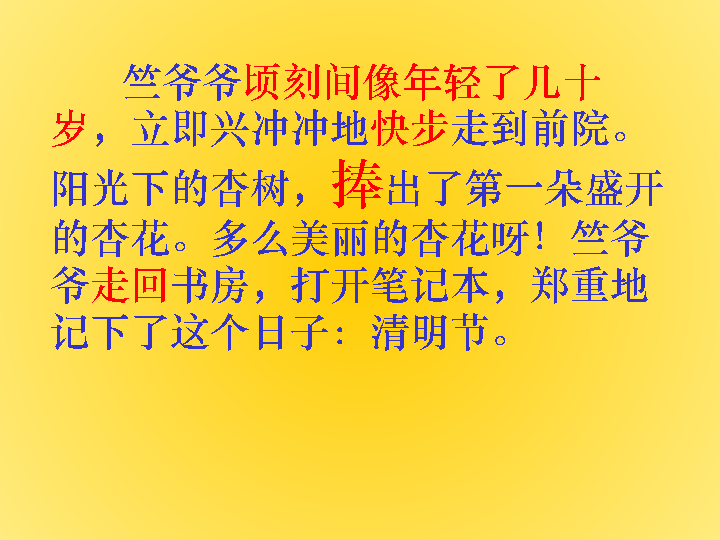 竺爷爷顷刻间像年轻了几十
岁，立即兴冲冲地快步走到前院。
阳光下的杏树，捧出了第一朵盛开
的杏花。多么美丽的杏花呀！竺爷
爷走回书房，打开笔记本，郑重地
记下了这个日子：清明节。